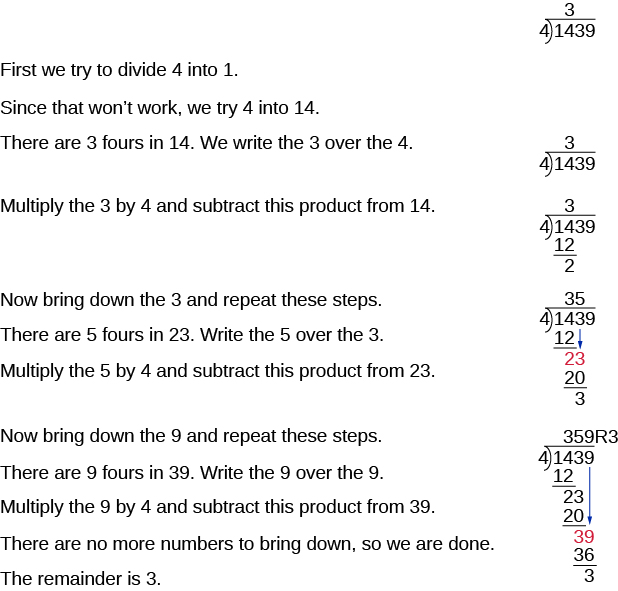 3
4)1439
First we try to divide 4 into 1.
Since that won’t work, we try 4 into 14.
There are 3 fours in 14. We write the 3 over the 4.
3
4)1439
Multiply the 3 by 4 and subtract this product from 14.
3
4)1439
12
2
Now bring down the 3 and repeat these steps.
There are 5 fours in 23. Write the 5 over the 3.
Multiply the 5 by 4 and subtract this product from 23.
35
4)1439
12
23
20
3
Now bring down the 9 and repeat these steps.
There are 9 fours in 39. Write the 9 over the 9.
Multiply the 9 by 4 and subtract this product from 39.
There are no more numbers to bring down, so we are done.
The remainder is 3.
359R3
4)1439
12
23
20
39
36
3